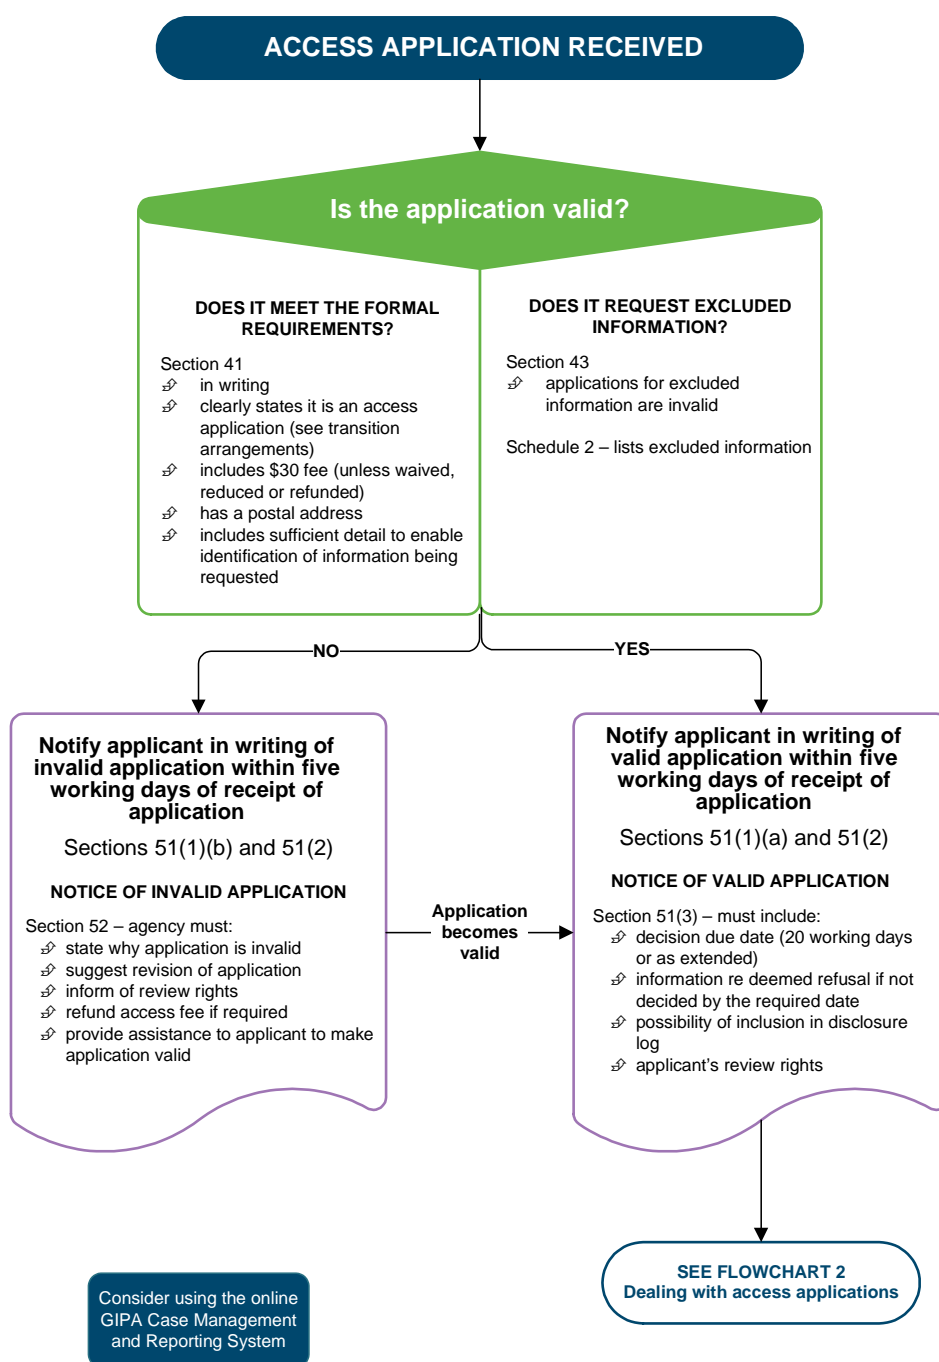 ACCESS APPLICATION RECEIVED
Is the application valid?
DOES IT MEET THE FORMAL
REQUIREMENTS?
Section 41
in writing
clearly states it is an access
application (see transition
arrangements)
includes $30 fee (unless waived,
reduced or refunded)
has a postal address
includes sufficient detail to enable
identification of information being
requested
DOES IT REQUEST EXCLUDED
INFORMATION?
Section 43
applications for excluded
information are invalid
Schedule 2 – lists excluded information
NO
YES
Notify applicant in writing of
invalid application within five
working days of receipt of
application
Sections 51(1)(b) and 51(2)
NOTICE OF INVALID APPLICATION
Section 52 – agency must:
state why application is invalid
suggest revision of application
inform of review rights
refund access fee if required
provide assistance to applicant to make
application valid
Application
becomes
valid
Notify applicant in writing of
valid application within five
working days of receipt of
application
Sections 51(1)(a) and 51(2)
NOTICE OF VALID APPLICATION
Section 51(3) – must include:
decision due date (20 working days
or as extended)
information re deemed refusal if not
decided by the required date
possibility of inclusion in disclosure
log
applicant's review rights
SEE FLOWCHART 2
Dealing with access applications
Consider using the online
GIPA Case Management
and Reporting System